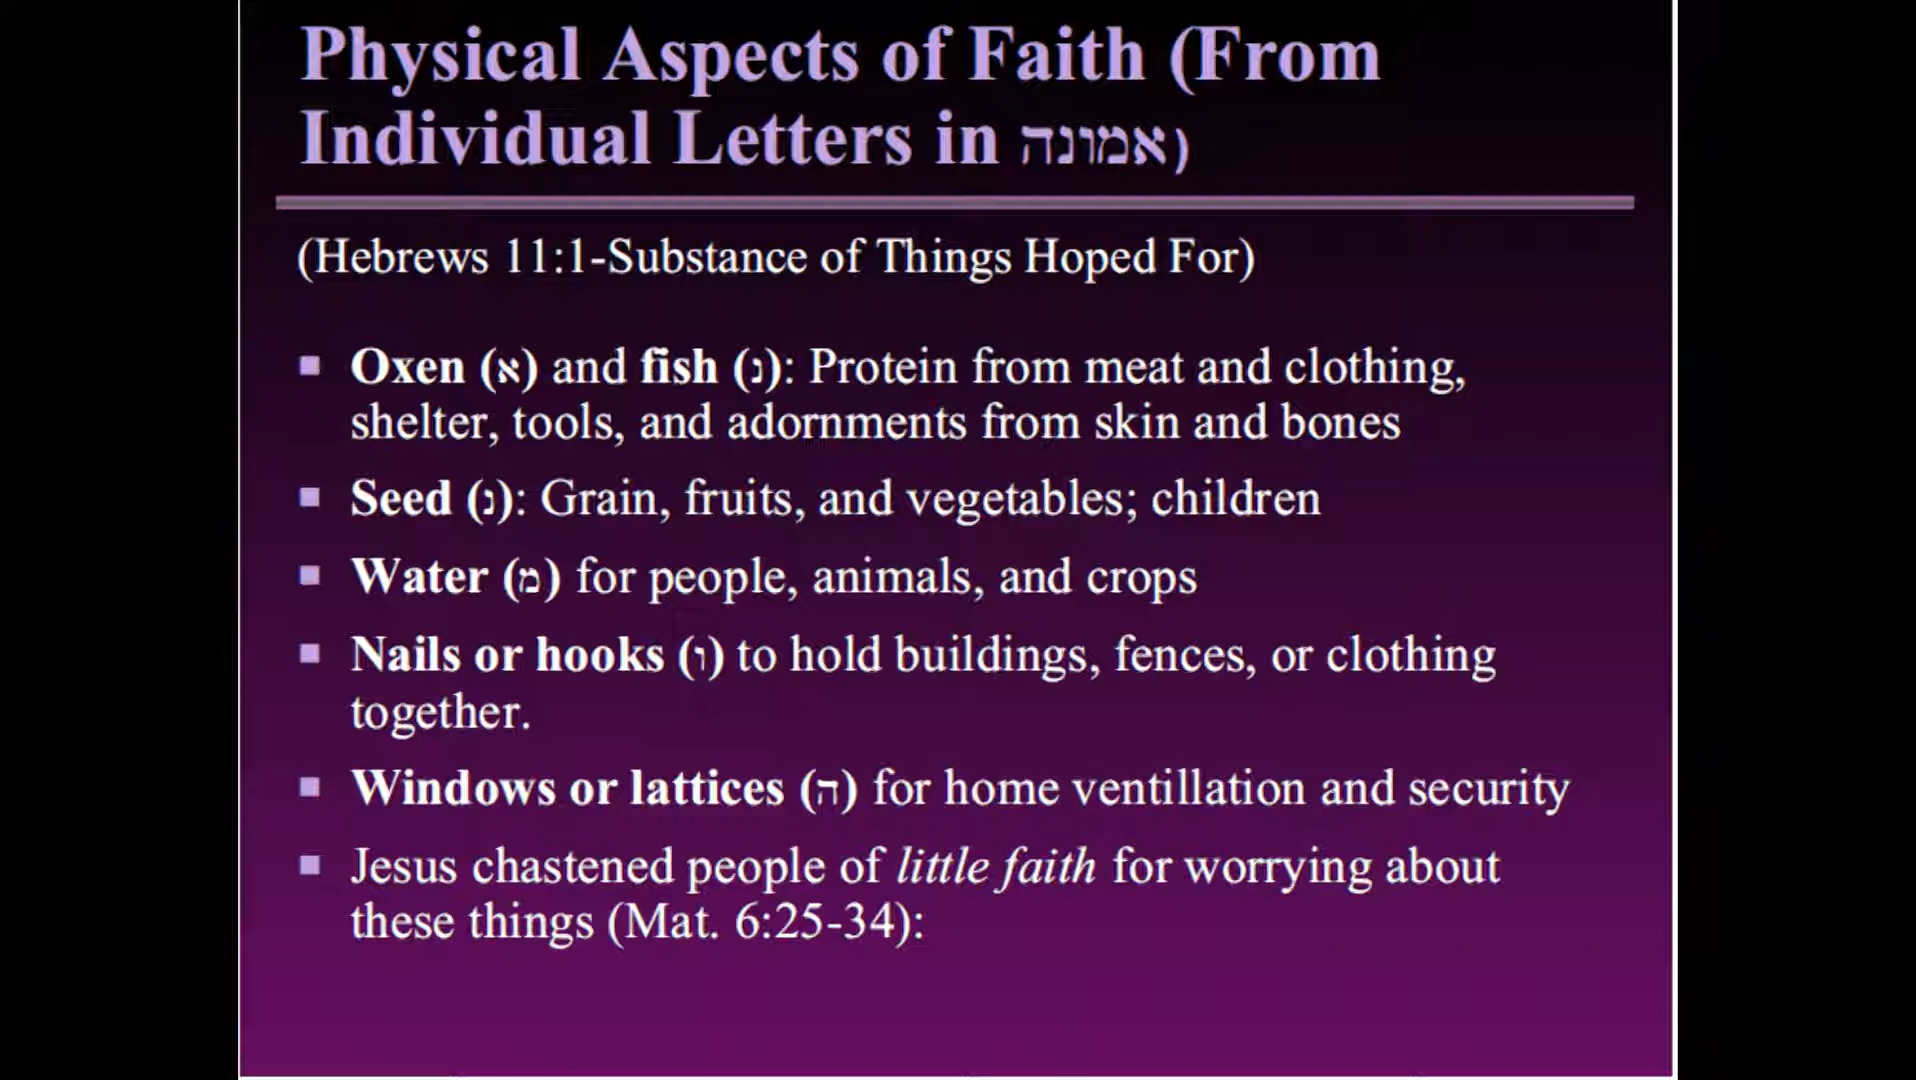 Physical Aspects of Faith (From
Individual Letters in אמונה)
(Hebrews 11:1-Substance of Things Hoped For)
Oxen (א) and fish (נ): Protein from meat and clothing,
shelter, tools, and adornments from skin and bones
Seed (נ): Grain, fruits, and vegetables; children
Water (מ) for people, animals, and crops
Nails or hooks (ו) to hold buildings, fences, or clothing
together.
Windows or lattices (ה) for home ventillation and security
Jesus chastened people of little faith for worrying about
these things (Mat. 6:25-34):